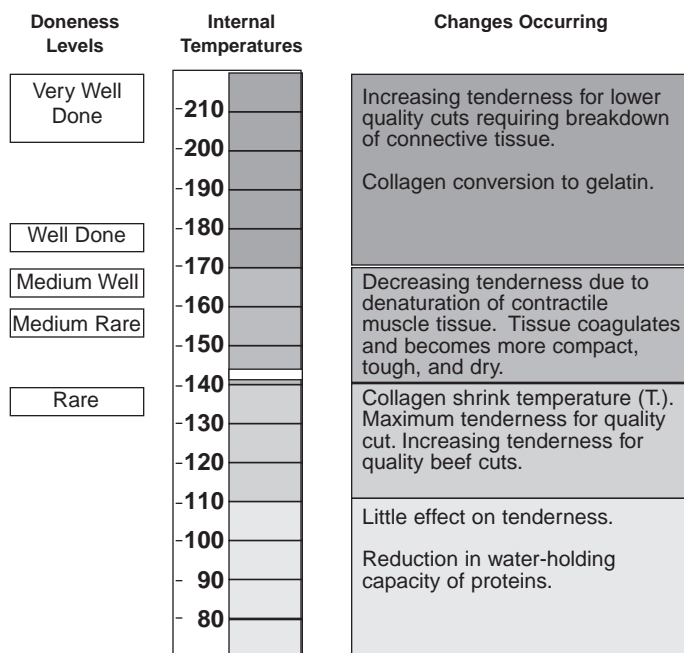 Doneness
Levels
Internal
Temperatures
Changes Occurring
Very Well
Done
Well Done
Medium Well
Medium Rare
Rare
-210
-200
-190
-180
-170
-160
-150
-140
-130
-120
-110
-100
- 90
- 80
Increasing tenderness for lower
quality cuts requiring breakdown
of connective tissue.
Collagen conversion to gelatin.
Decreasing tenderness due to
denaturation of contractile
muscle tissue. Tissue coagulates
and becomes more compact,
tough, and dry.
Collagen shrink temperature (T.).
Maximum tenderness for quality
cut. Increasing tenderness for
quality beef cuts.
Little effect on tenderness.
Reduction in water-holding
capacity of proteins.